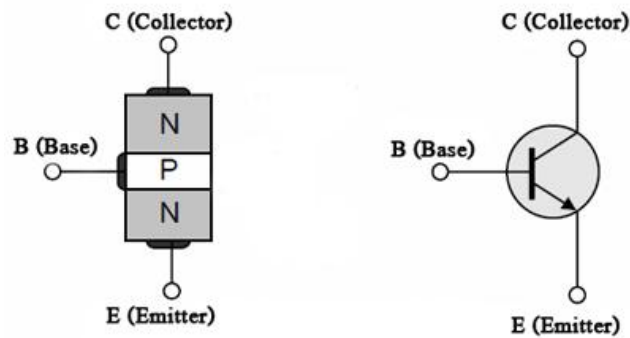 C (Collector)
N
B (Base)
P
N
E (Emitter)
C (Collector)
B (Base)
E (Emitter)